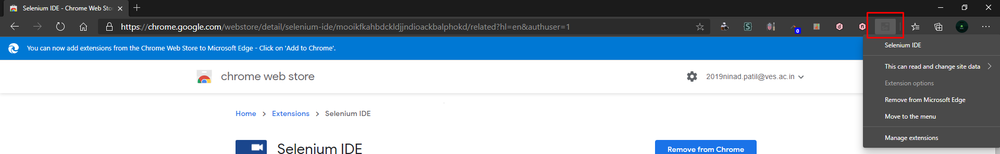 Selenium IDE - Chrome Web Sto
https://chrome.google.com/webstore/detail/selenium-ide/mooikfkahbdckldjjndioackbalphokd/related?hl=en&authuser=1
S
0
d
n
You can now add extensions from the Chrome Web Store to Microsoft Edge - Click on 'Add to Chrome'.
Selenium IDE
This can read and change site data
Extension options
Remove from Microsoft Edge
Move to the menu
Manage extensions
chrome web store
2019ninad.patil@ves.ac.in
Home > Extensions > Selenium IDE
Selenium IDE
Remove from Chrome